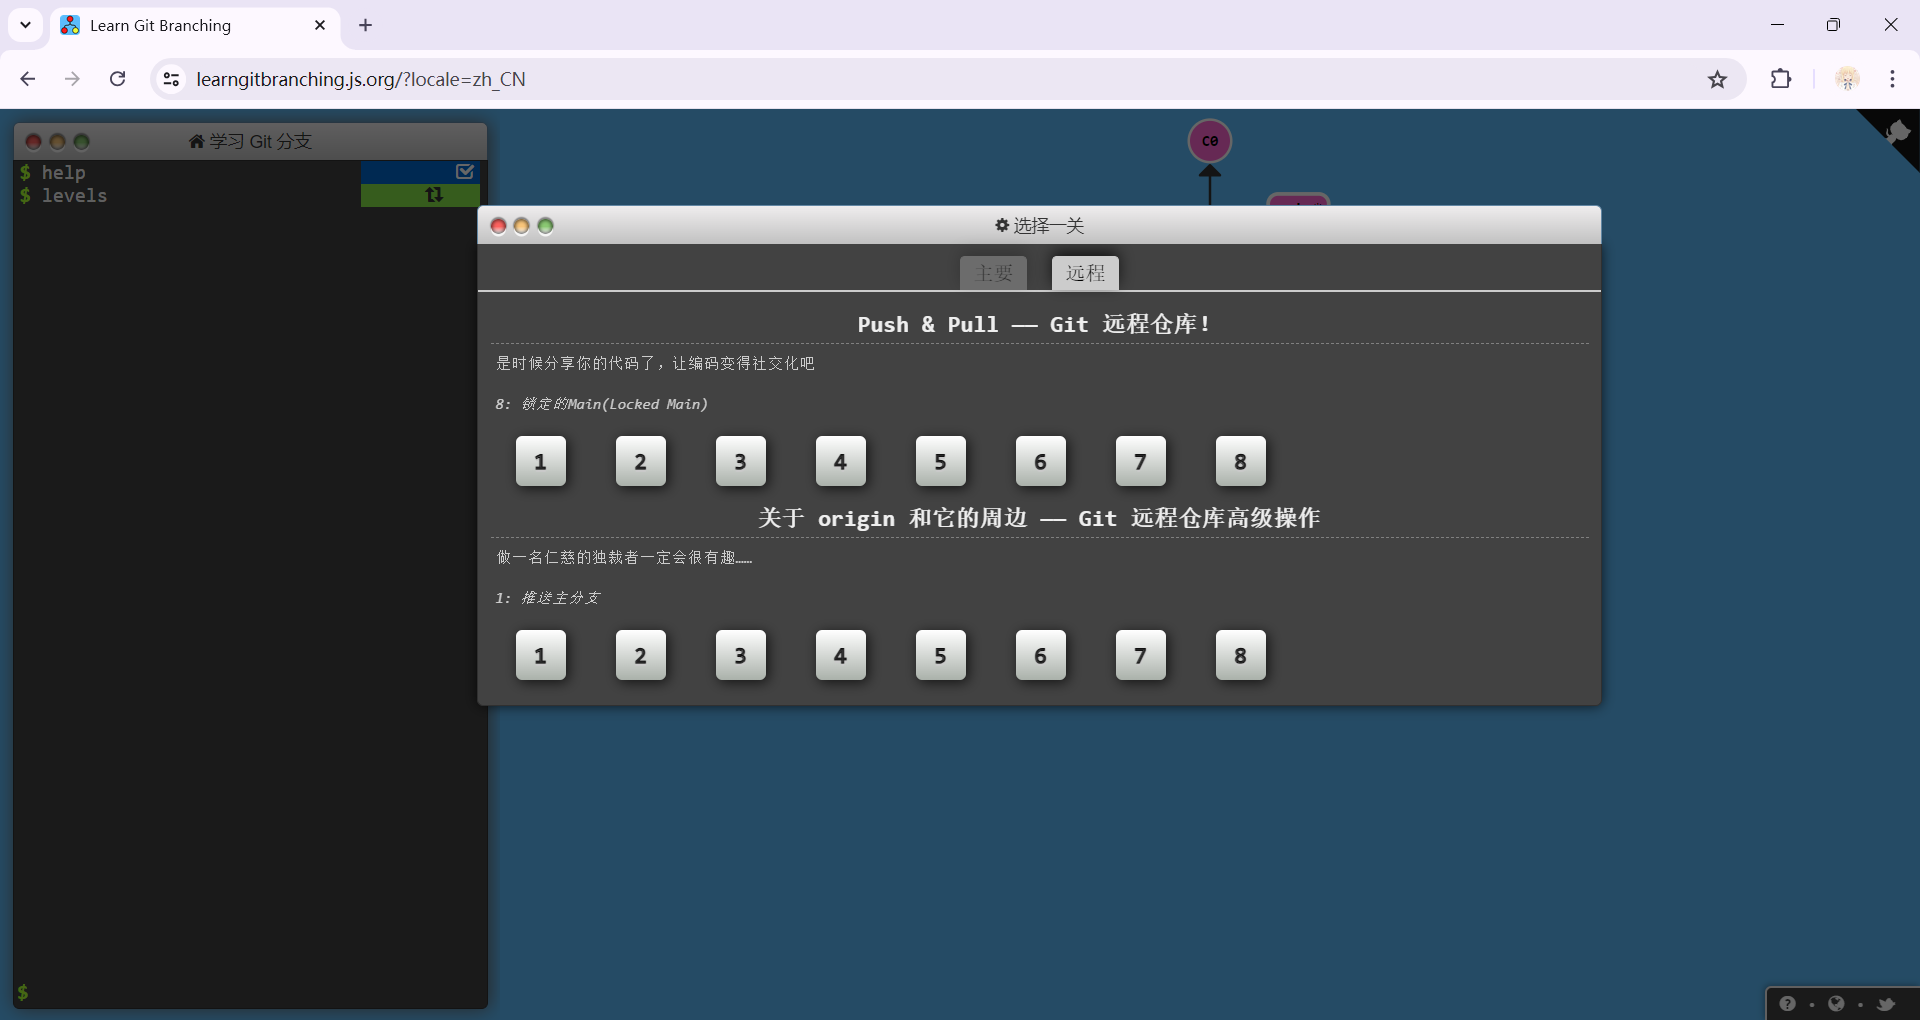 Learn Git Branching
learngitbranching.js.org/?locale=zh_CN
学习 Git 分支
$ help
$ levels
$
C0
选择一关
主要
远程
Push & Pull —— Git 远程仓库！
是时候分享你的代码了，让编码变得社交化吧
8: 锁定的Main(Locked Main)
1 2 3 4 5 6 7 8
关于 origin 和它的周边 —— Git 远程仓库高级操作
做一名仁慈的独裁者一定会很有趣……
1: 推送主分支
1 2 3 4 5 6 7 8